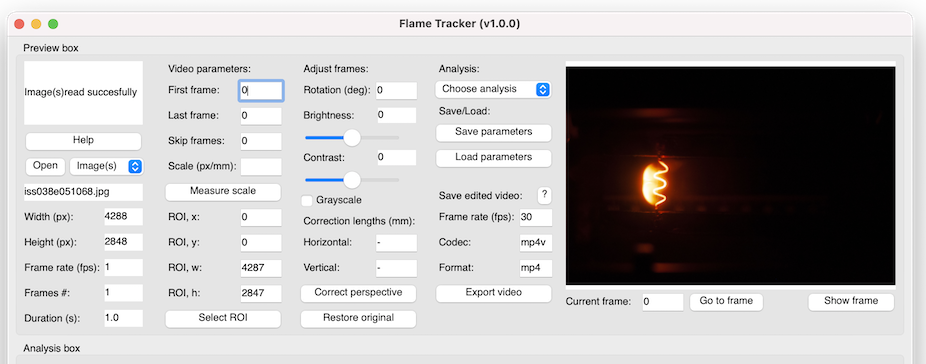 Flame Tracker (v1.0.0)
Preview box
Image(s)read succesfully
Help
Open Image(s)
iss038e051068.jpg
Width (px): 4288
Height (px): 2848
Frame rate (fps): 1
Frames #: 1
Duration (s): 1.0
Video parameters:
First frame: 0
Last frame: 0
Skip frames: 0
Scale (px/mm):
Measure scale
ROI, x: 0
ROI, y: 0
ROI, w: 4287
ROI, h: 2847
Select ROI
Adjust frames:
Rotation (deg): 0
Brightness: 0
Contrast: 0
Grayscale
Correction lengths (mm):
Horizontal: -
Vertical: -
Correct perspective
Restore original
Analysis:
Choose analysis
Save/Load:
Save parameters
Load parameters
Save edited video: ?
Frame rate (fps): 30
Codec: mp4v
Format: mp4
Export video
Current frame: 0 Go to frame Show frame
Analysis box